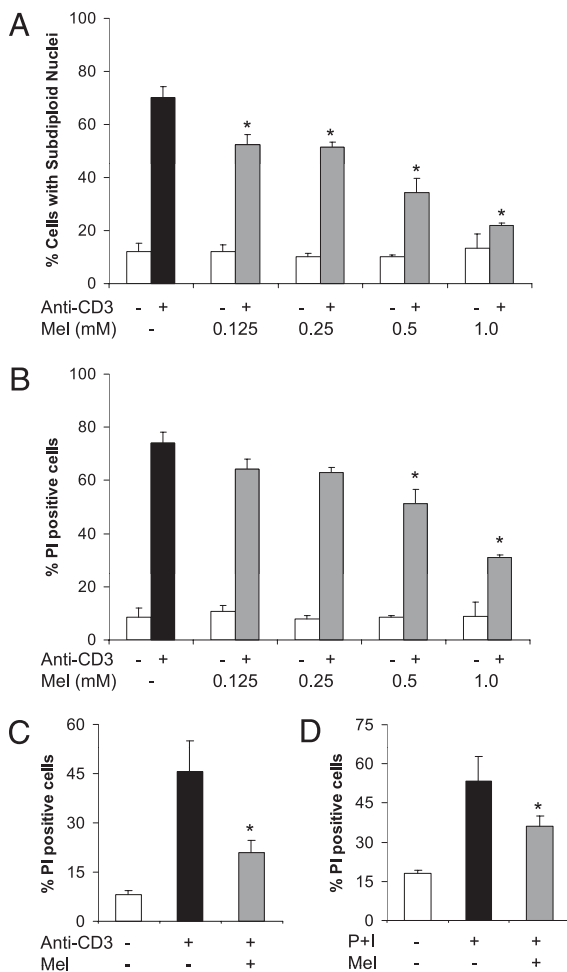 A
% Cells with Subdiploid Nuclei
100
80
60
40
20
0
* * * *
Anti-CD3 - + - + - + - + - +
Mel (mM) - 0.125 0.25 0.5 1.0
B
% PI positive cells
100
80
60
40
20
0
* *
Anti-CD3 - + - + - + - + - +
Mel (mM) - 0.125 0.25 0.5 1.0
C
% PI positive cells
60
45
30
15
0
*
Anti-CD3 - + +
Mel - - +
D
% PI positive cells
75
60
45
30
15
0
*
P+I - + +
Mel - - +